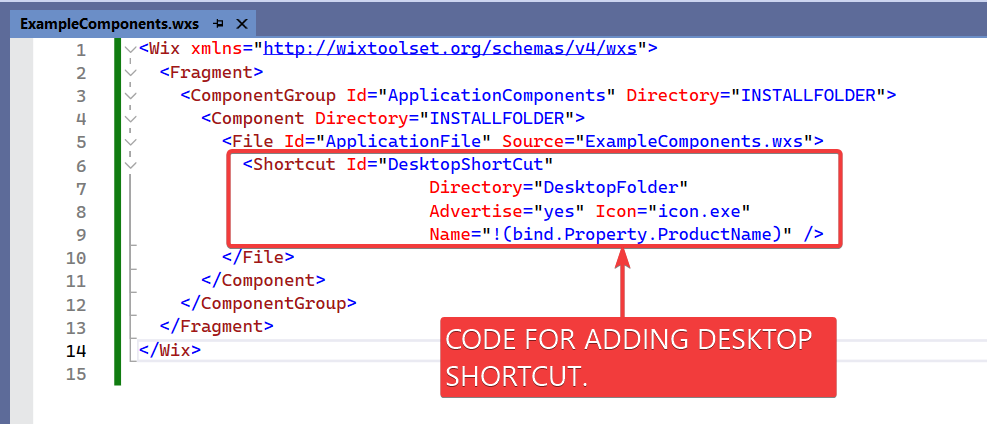 ExampleComponents.wxs
1 <Wix xmlns="http://wixtoolset.org/schemas/v4/wxs">
2 <Fragment>
3 <ComponentGroup Id="ApplicationComponents" Directory="INSTALLFOLDER">
4 <Component Directory="INSTALLFOLDER">
5 <File Id="ApplicationFile" Source="ExampleComponents.wxs">
6 <Shortcut Id="DesktopShortCut"
7 Directory="DesktopFolder"
8 Advertise="yes" Icon="icon.exe"
9 Name="!(bind.Property.ProductName)" />
10 </File>
11 </Component>
12 </ComponentGroup>
13 </Fragment>
14 </Wix>
15
CODE FOR ADDING DESKTOP
SHORTCUT.